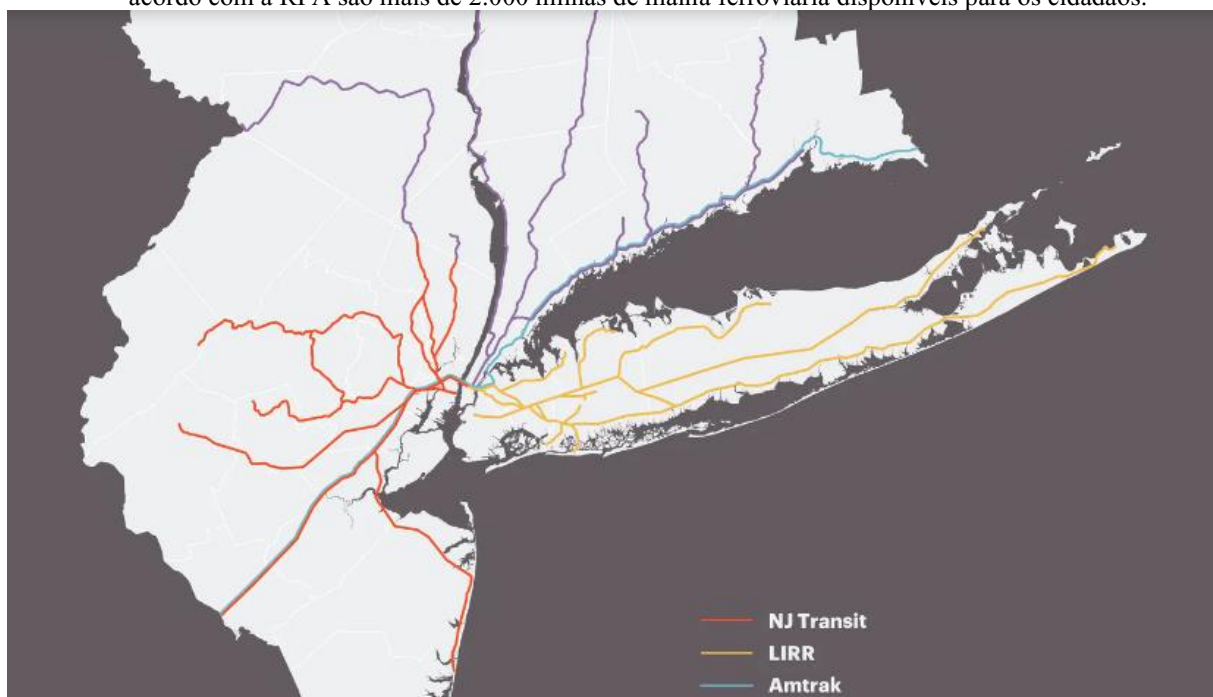 acordo com a RPA são mais de 2.000 milhas de malha ferroviária disponíveis para os cidadãos.
NJ Transit
LIRR
Amtrak